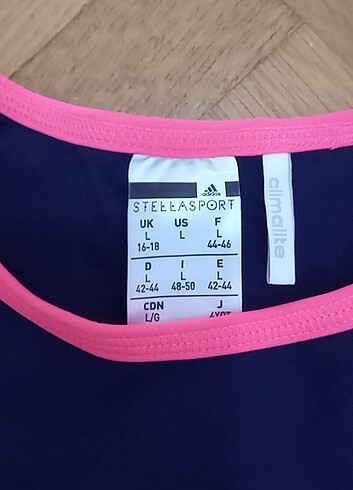 adidas
STELLASPORT
UK US F
L L L
16-18 44-46
D I E
L L L
42-44 48-50 42-44
CDN J
L/G
climalite